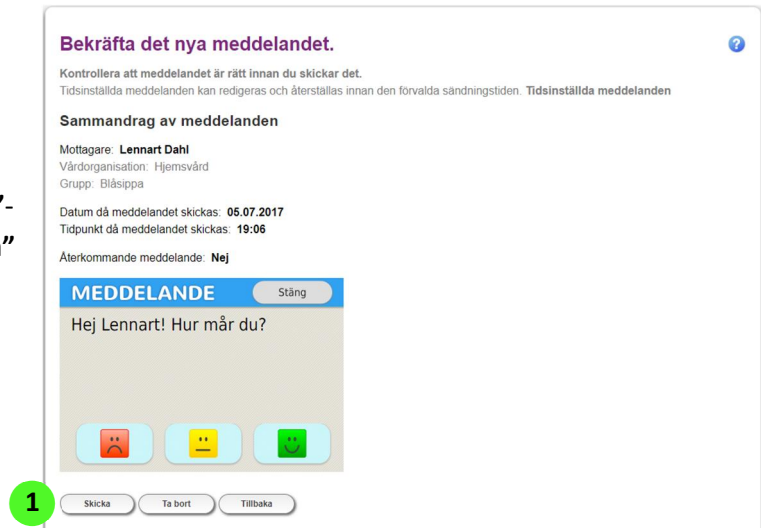 Bekräfta det nya meddelandet.
?
Kontrollera att meddelandet är rätt innan du skickar det.
Tidsinställda meddelanden kan redigeras och återställas innan den förvalda sändningstiden. Tidsinställda meddelanden
Sammandrag av meddelanden
Mottagare: Lennart Dahl
Vårdorganisation: Hjemsvård
Grupp: Blåsippa
Datum då meddelandet skickas: 05.07.2017
Tidpunkt då meddelandet skickas: 19:06
Återkommande meddelande: Nej
MEDDELANDE Stäng
Hej Lennart! Hur mår du?
1 Skicka Ta bort Tillbaka